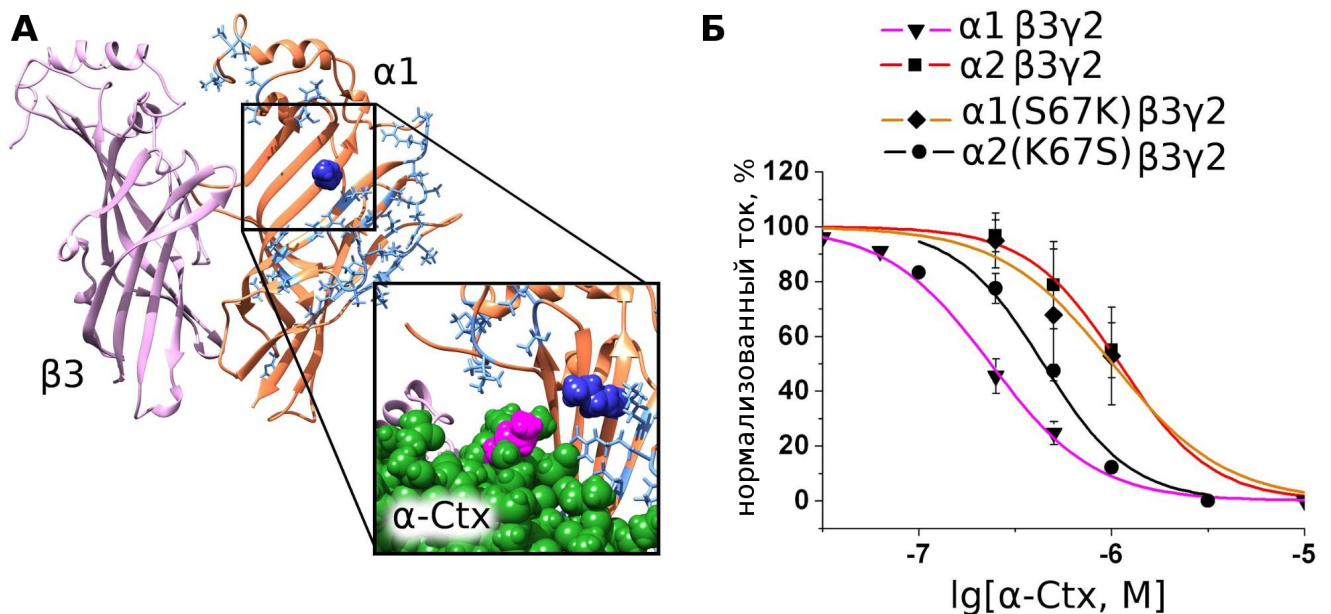 А
α1
β3
α-Ctx
Б
α1 β3γ2
α2 β3γ2
α1(S67K) β3γ2
α2(K67S) β3γ2
нормализованный ток, %
120
100
80
60
40
20
0
-7
-6
-5
lg[α-Ctx, M]